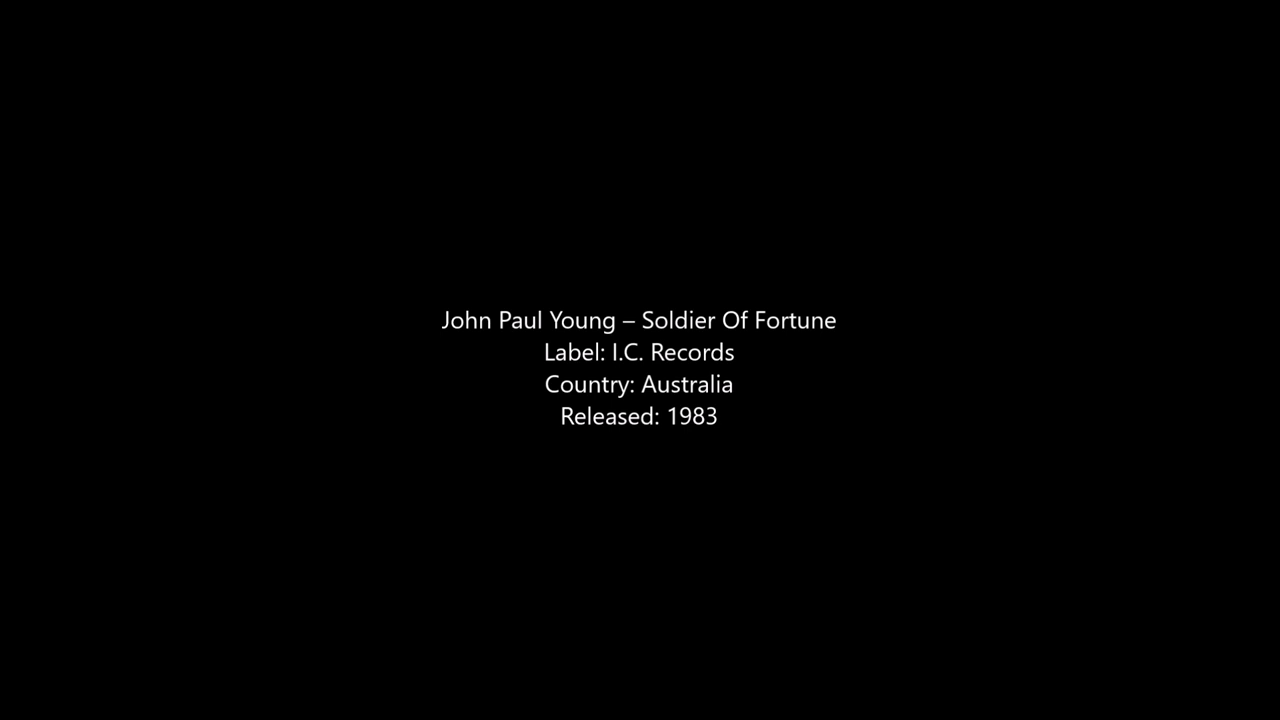 John Paul Young – Soldier Of Fortune
Label: I.C. Records
Country: Australia
Released: 1983